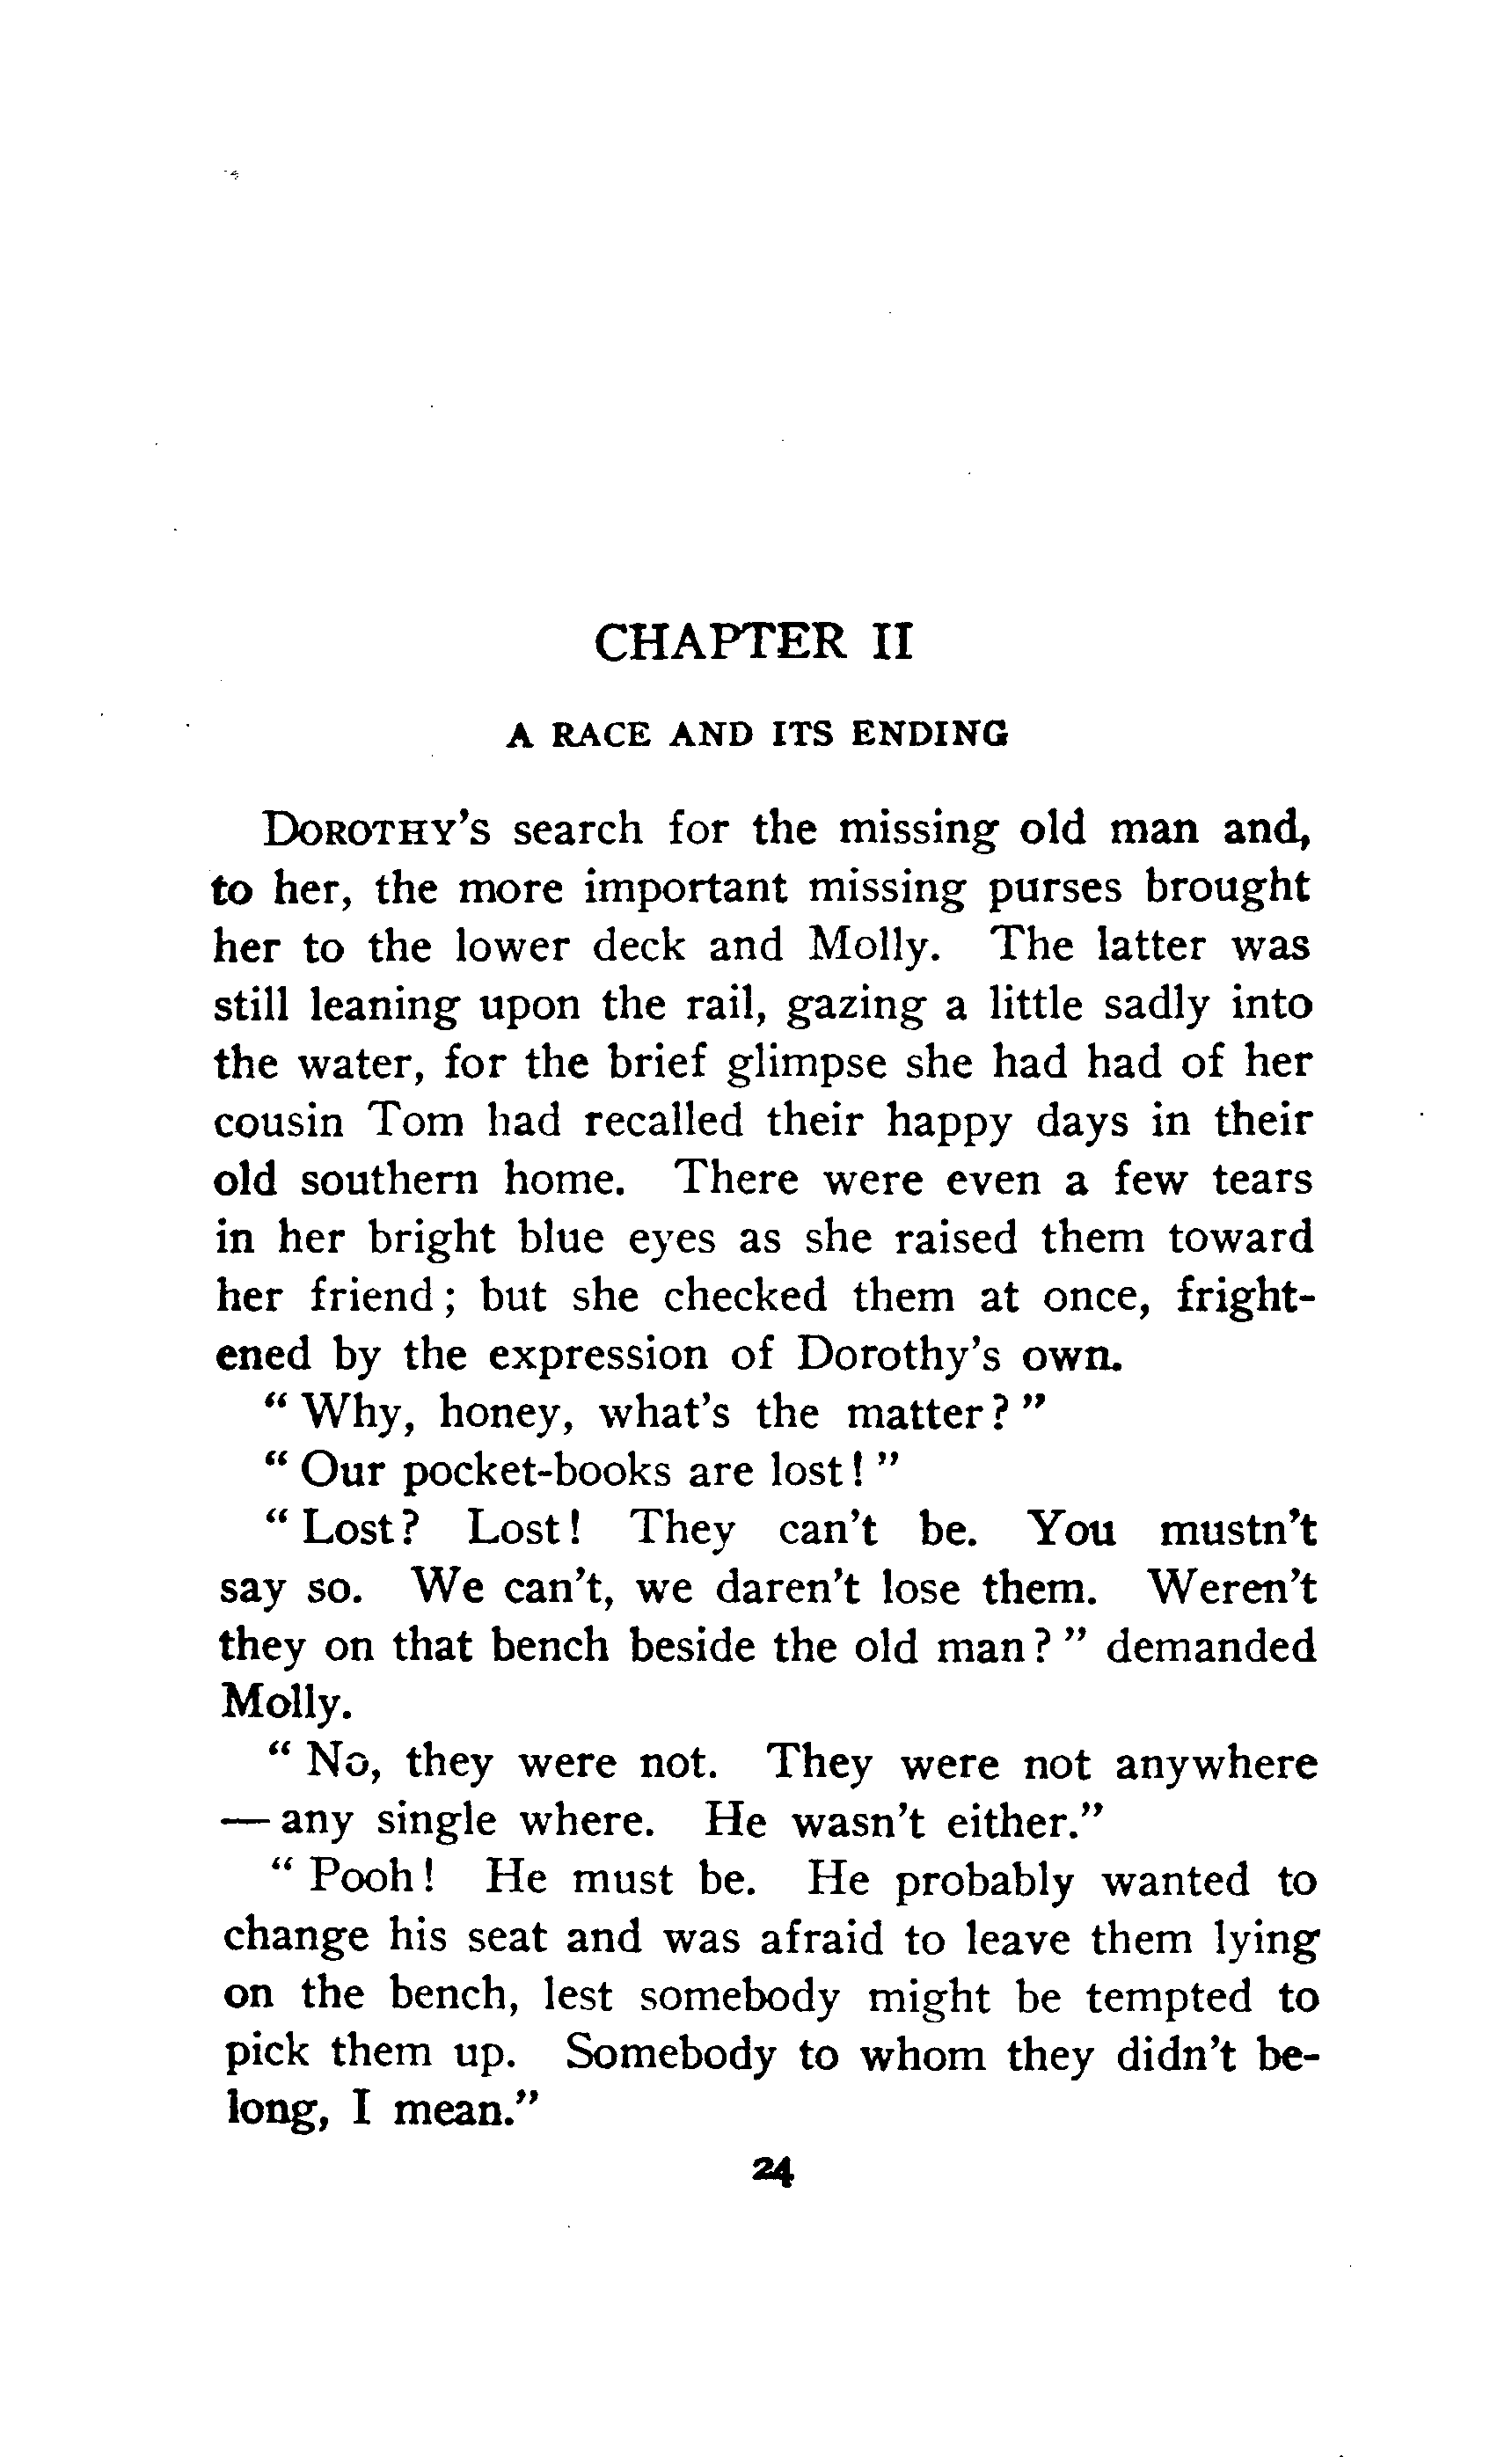 CHAPTER II
A RACE AND ITS ENDING
DOROTHY'S search for the missing old man and,
to her, the more important missing purses brought
her to the lower deck and Molly. The latter was
still leaning upon the rail, gazing a little sadly into
the water, for the brief glimpse she had had of her
cousin Tom had recalled their happy days in their
old southern home. There were even a few tears
in her bright blue eyes as she raised them toward
her friend; but she checked them at once, fright-
ened by the expression of Dorothy's own.
"Why, honey, what's the matter?"
"Our pocket-books are lost!"
"Lost? Lost! They can't be. You mustn't
say so. We can't, we daren't lose them. Weren't
they on that bench beside the old man?" demanded
Molly.
"No, they were not. They were not anywhere
—any single where. He wasn't either."
"Pooh! He must be. He probably wanted to
change his seat and was afraid to leave them lying
on the bench, lest somebody might be tempted to
pick them up. Somebody to whom they didn't be-
long, I mean."
24